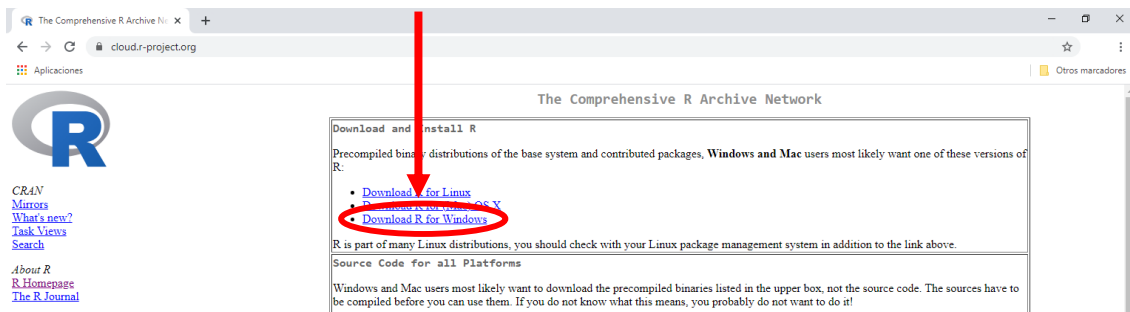 The Comprehensive R Archive Ne
cloud.r-project.org
Aplicaciones
Otros marcadores
R
The Comprehensive R Archive Network
Download and Install R
Precompiled binary distributions of the base system and contributed packages, Windows and Mac users most likely want one of these versions of
R:
Download R for Linux
Download R for (Mac) OS X
Download R for Windows
R is part of many Linux distributions, you should check with your Linux package management system in addition to the link above.
Source Code for all Platforms
Windows and Mac users most likely want to download the precompiled binaries listed in the upper box, not the source code. The sources have to
be compiled before you can use them. If you do not know what this means, you probably do not want to do it!
CRAN
Mirrors
What's new?
Task Views
Search
About R
R Homepage
The R Journal